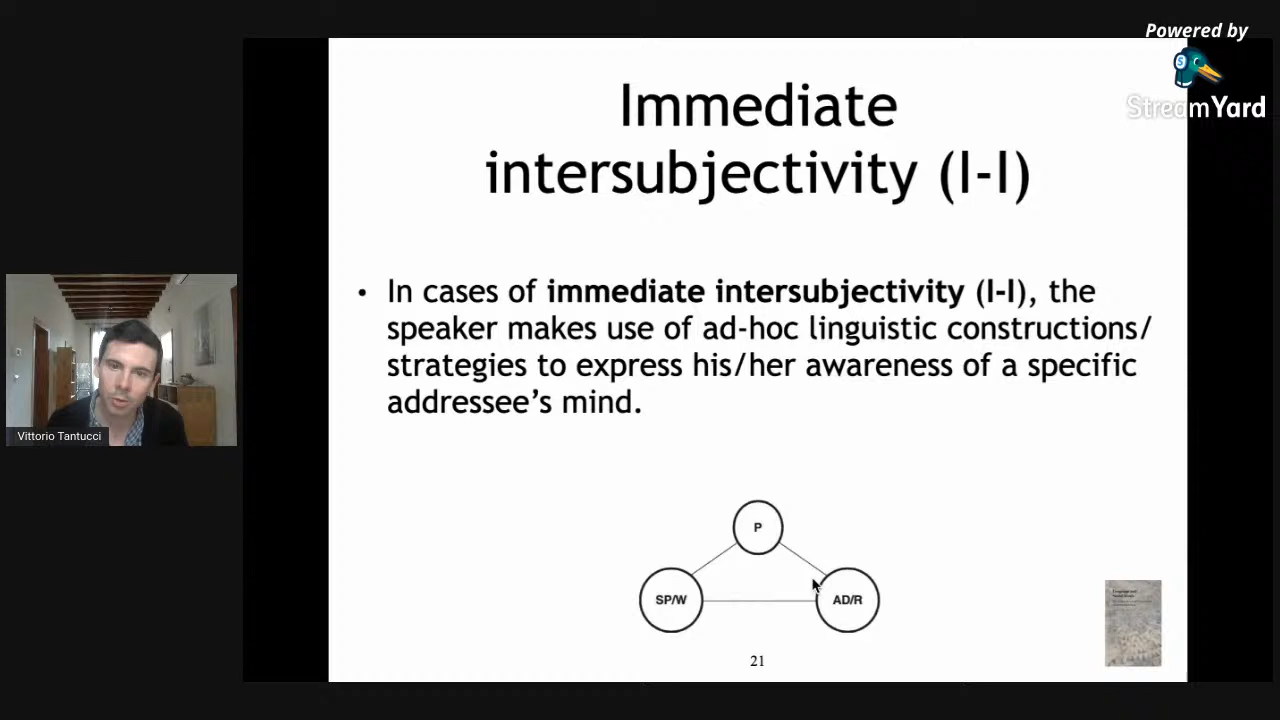 Powered by
StreamYard
Immediate
intersubjectivity (I-I)
• In cases of immediate intersubjectivity (I-I), the
speaker makes use of ad-hoc linguistic constructions/
strategies to express his/her awareness of a specific
addressee’s mind.
Vittorio Tantucci
P
SP/W
AD/R
21